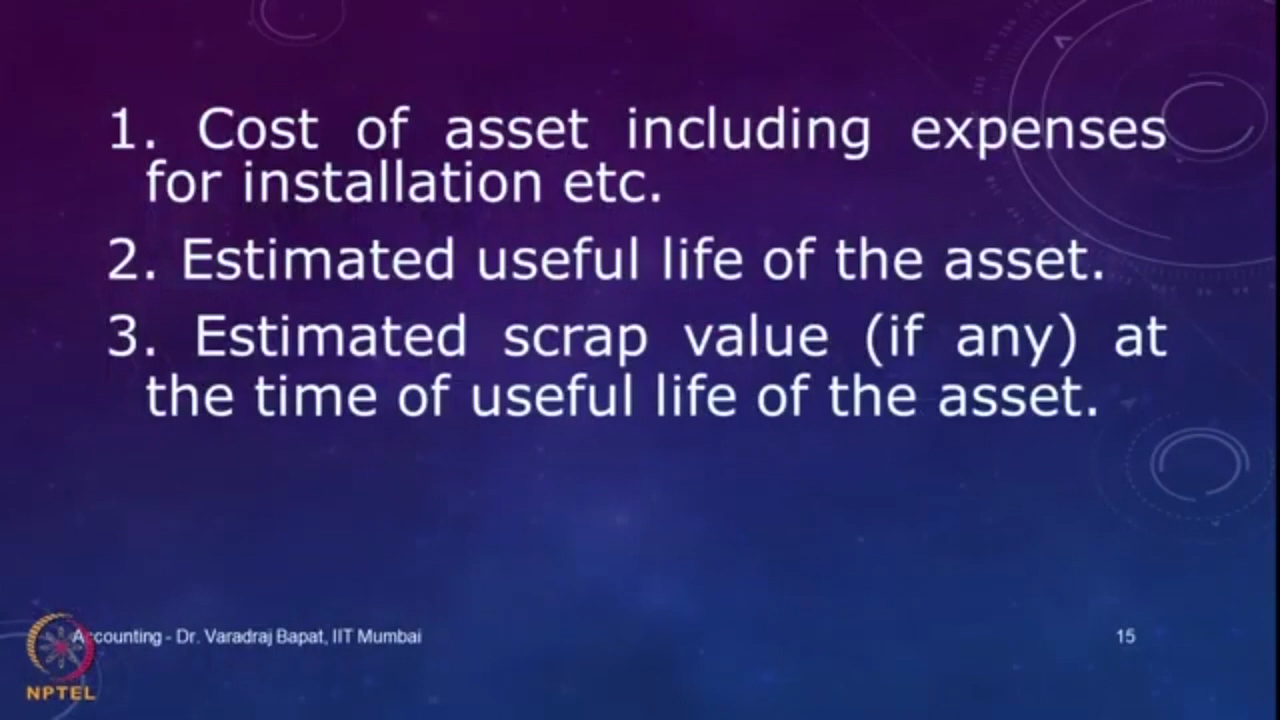 1. Cost of asset including expenses
for installation etc.
2. Estimated useful life of the asset.
3. Estimated scrap value (if any) at
the time of useful life of the asset.
Accounting - Dr. Varadraj Bapat, IIT Mumbai
15
NPTEL